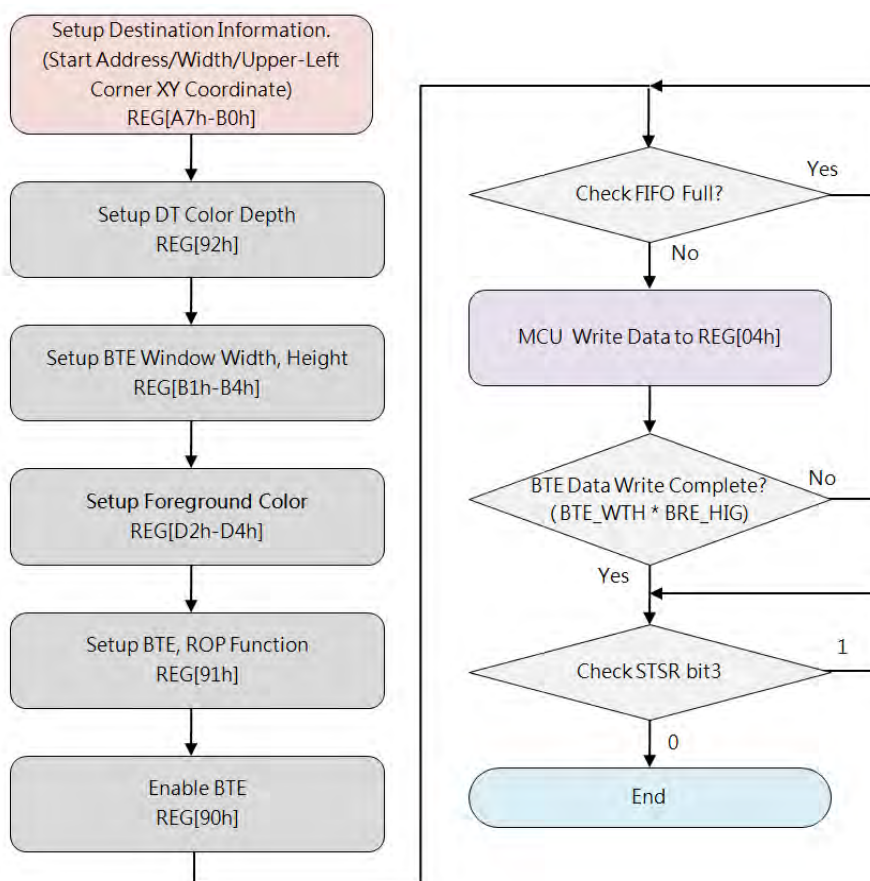 Setup Destination Information.
(Start Address/Width/Upper-Left
Corner XY Coordinate)
REG[A7h-B0h]
Setup DT Color Depth
REG[92h]
Setup BTE Window Width, Height
REG[B1h-B4h]
Setup Foreground Color
REG[D2h-D4h]
Setup BTE, ROP Function
REG[91h]
Enable BTE
REG[90h]
Check FIFO Full?
Yes
No
MCU Write Data to REG[04h]
BTE Data Write Complete?
( BTE_WTH * BRE_HIG)
No
Yes
Check STSR bit3
1
0
End